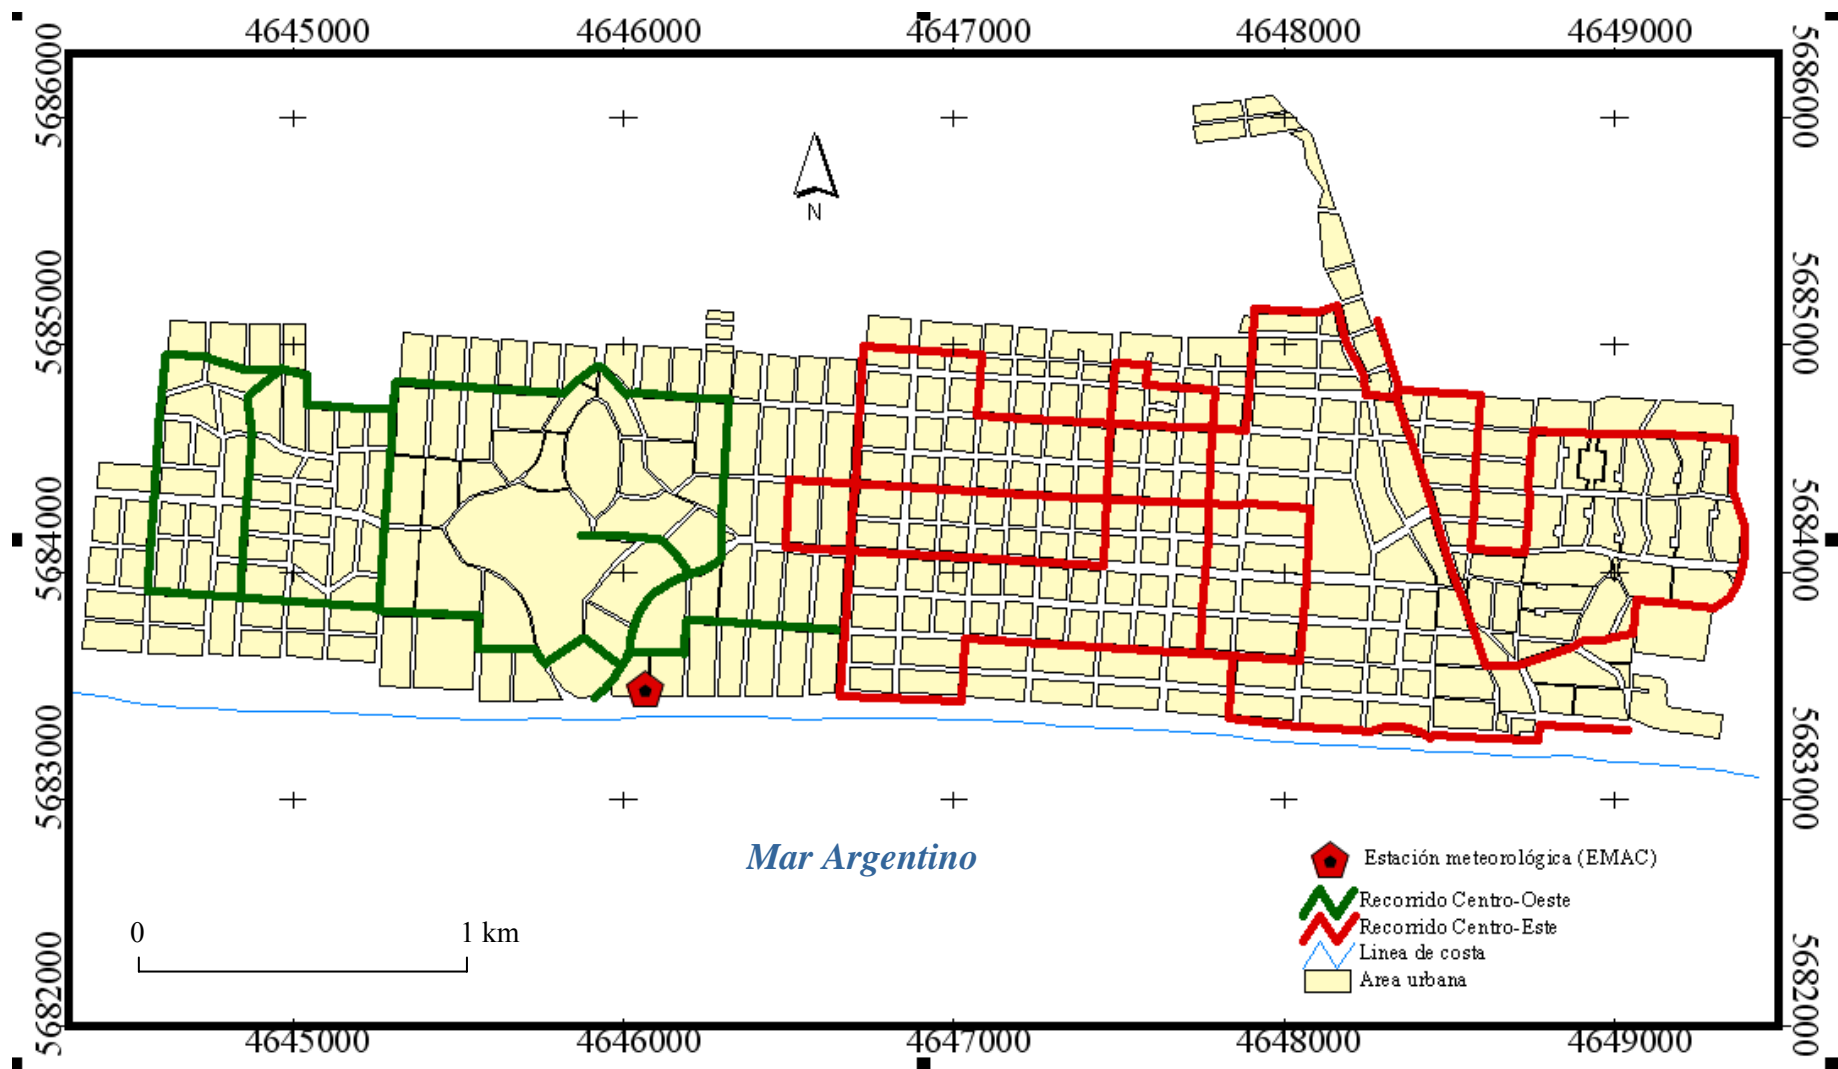 4645000 4646000 4647000 4648000 4649000
5686000
5685000
5684000
5683000
5682000
5686000
5685000
5684000
5683000
5682000
N
Mar Argentino
0 1 km
Estación meteorológica (EMAC)
Recorrido Centro-Oeste
Recorrido Centro-Este
Linea de costa
Area urbana
4645000 4646000 4647000 4648000 4649000